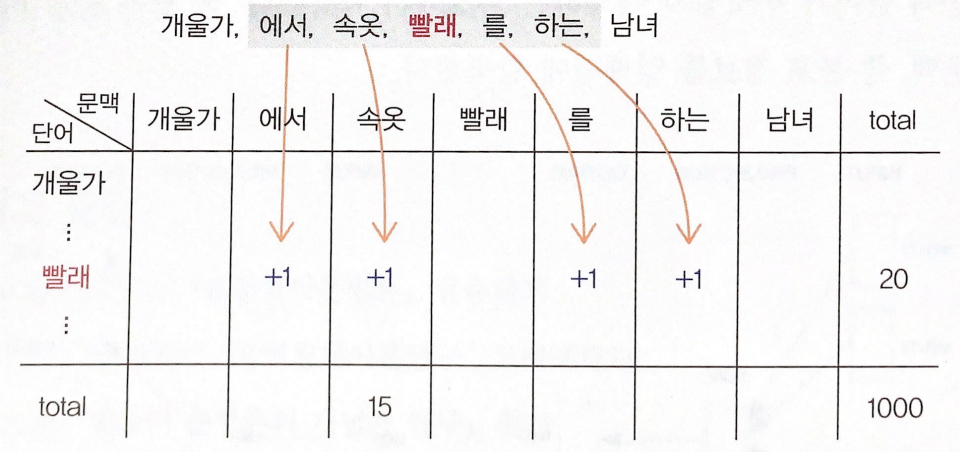 개울가, 에서, 속옷, 빨래, 를, 하는, 남녀
문맥
단어
개울가 에서 속옷 빨래 를 하는 남녀 total
개울가
⋮
빨래 +1 +1 +1 +1 20
⋮
total 15 1000